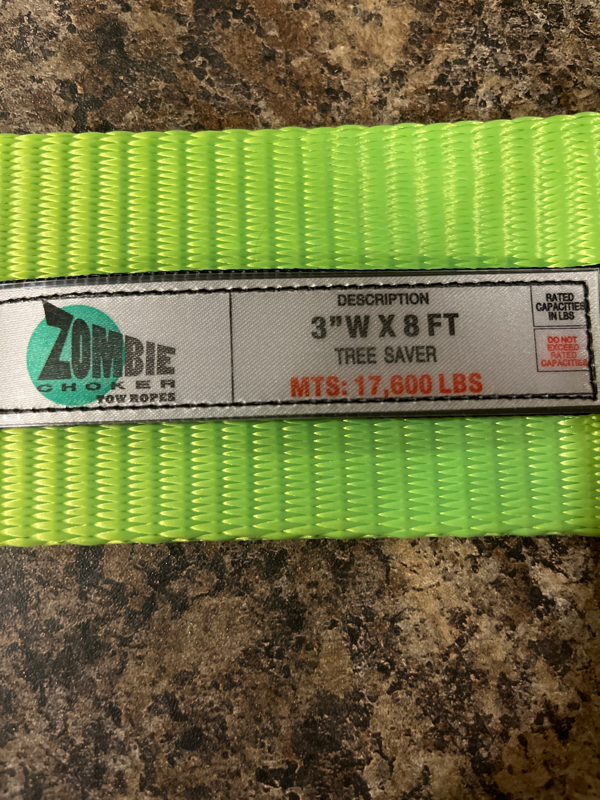 ZOMBIE
CHOKER
TOW ROPES
DESCRIPTION
3"W X 8 FT
TREE SAVER
MTS: 17,600 LBS
RATED
CAPACITIES
IN LBS
DO NOT
EXCEED
RATED
CAPACITIES